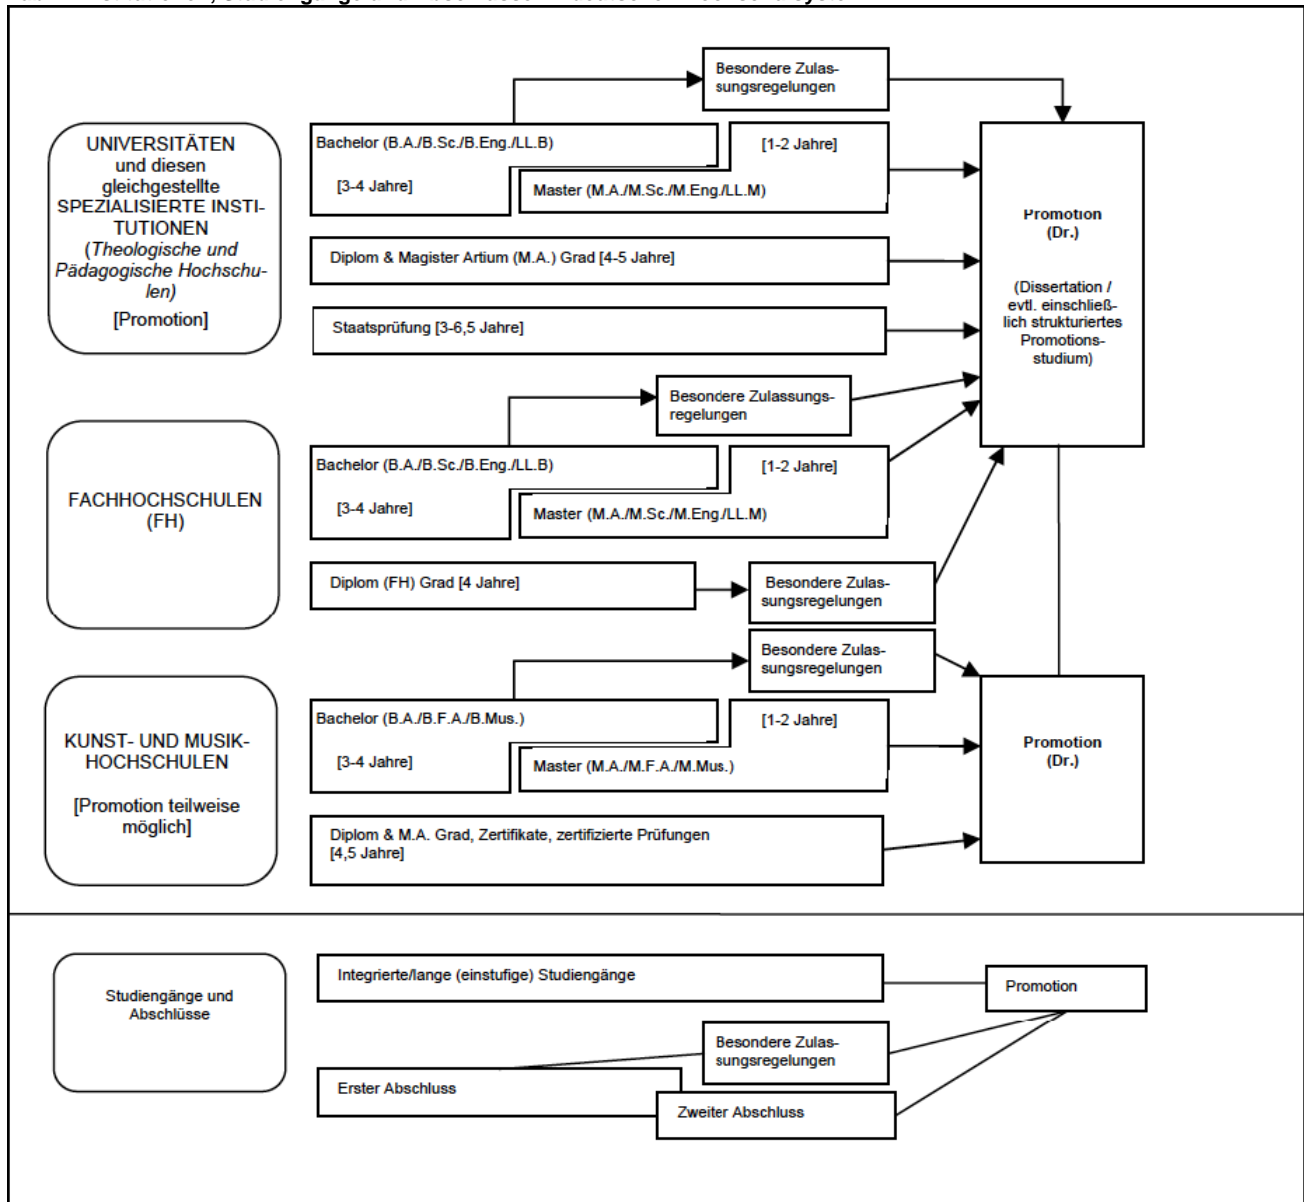 Besondere Zulas-
sungsregelungen
UNIVERSITÄTEN
und diesen
gleichgestellte
SPEZIALISIERTE INSTI-
TUTIONEN
(Theologische und
Pädagogische Hochschu-
len)
[Promotion]
Bachelor (B.A./B.Sc./B.Eng./LL.B)
[3-4 Jahre]
[1-2 Jahre]
Master (M.A./M.Sc./M.Eng./LL.M)
Diplom & Magister Artium (M.A.) Grad [4-5 Jahre]
Staatsprüfung [3-6,5 Jahre]
Promotion
(Dr.)
(Dissertation /
evtl. einschließ-
lich strukturiertes
Promotions-
studium)
Besondere Zulassungs-
regelungen
FACHHOCHSCHULEN
(FH)
Bachelor (B.A./B.Sc./B.Eng./LL.B)
[3-4 Jahre]
[1-2 Jahre]
Master (M.A./M.Sc./M.Eng./LL.M)
Diplom (FH) Grad [4 Jahre]
Besondere Zulas-
sungsregelungen
Besondere Zulas-
sungsregelungen
KUNST- UND MUSIK-
HOCHSCHULEN
[Promotion teilweise
möglich]
Bachelor (B.A./B.F.A./B.Mus.)
[3-4 Jahre]
[1-2 Jahre]
Master (M.A./M.F.A./M.Mus.)
Diplom & M.A. Grad, Zertifikate, zertifizierte Prüfungen
[4,5 Jahre]
Promotion
(Dr.)
Studiengänge und
Abschlüsse
Integrierte/lange (einstufige) Studiengänge
Promotion
Besondere Zulas-
sungsregelungen
Erster Abschluss
Zweiter Abschluss